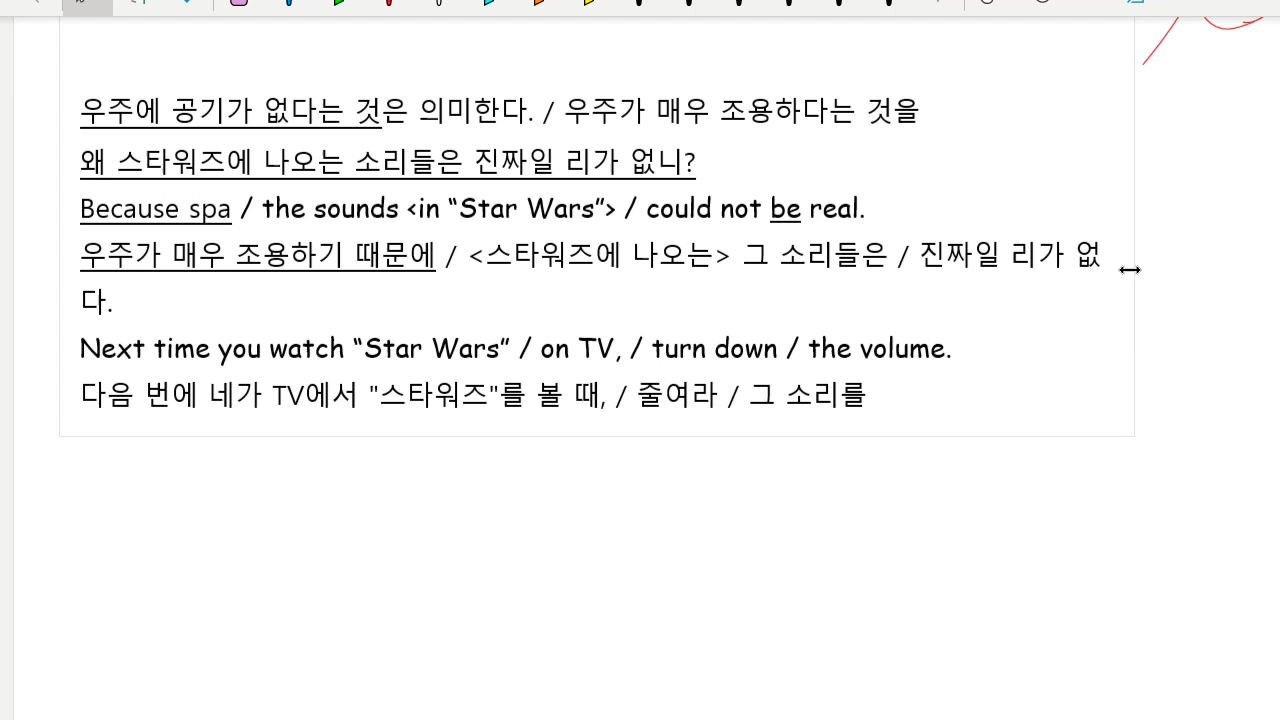 우주에 공기가 없다는 것은 의미한다. / 우주가 매우 조용하다는 것을
왜 스타워즈에 나오는 소리들은 진짜일 리가 없니?
Because spa / the sounds <in “Star Wars”> / could not be real.
우주가 매우 조용하기 때문에 / <스타워즈에 나오는> 그 소리들은 / 진짜일 리가 없
다.
Next time you watch “Star Wars” / on TV, / turn down / the volume.
다음 번에 네가 TV에서 "스타워즈"를 볼 때, / 줄여라 / 그 소리를